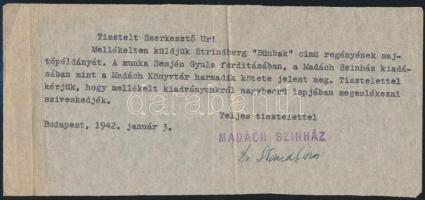 Tisztelt Szerkesztő Ur!
Mellékelten küldjük Strindberg "Bűnbak" cimü regényének saj-
tópéldányát. A munka Semjén Gyula forditásában, a Madách Szinház kiadá-
sában mint a Madách Könyvtár harmadik kötete jelent meg. Tisztelettel
kérjük, hogy mellékelt kiadványunkról nagybecsü lapjában megemlékezni
sziveskedjék.
Teljes tisztelettel
Budapest, 1942. január 3.
MADÁCH SZINHÁZ